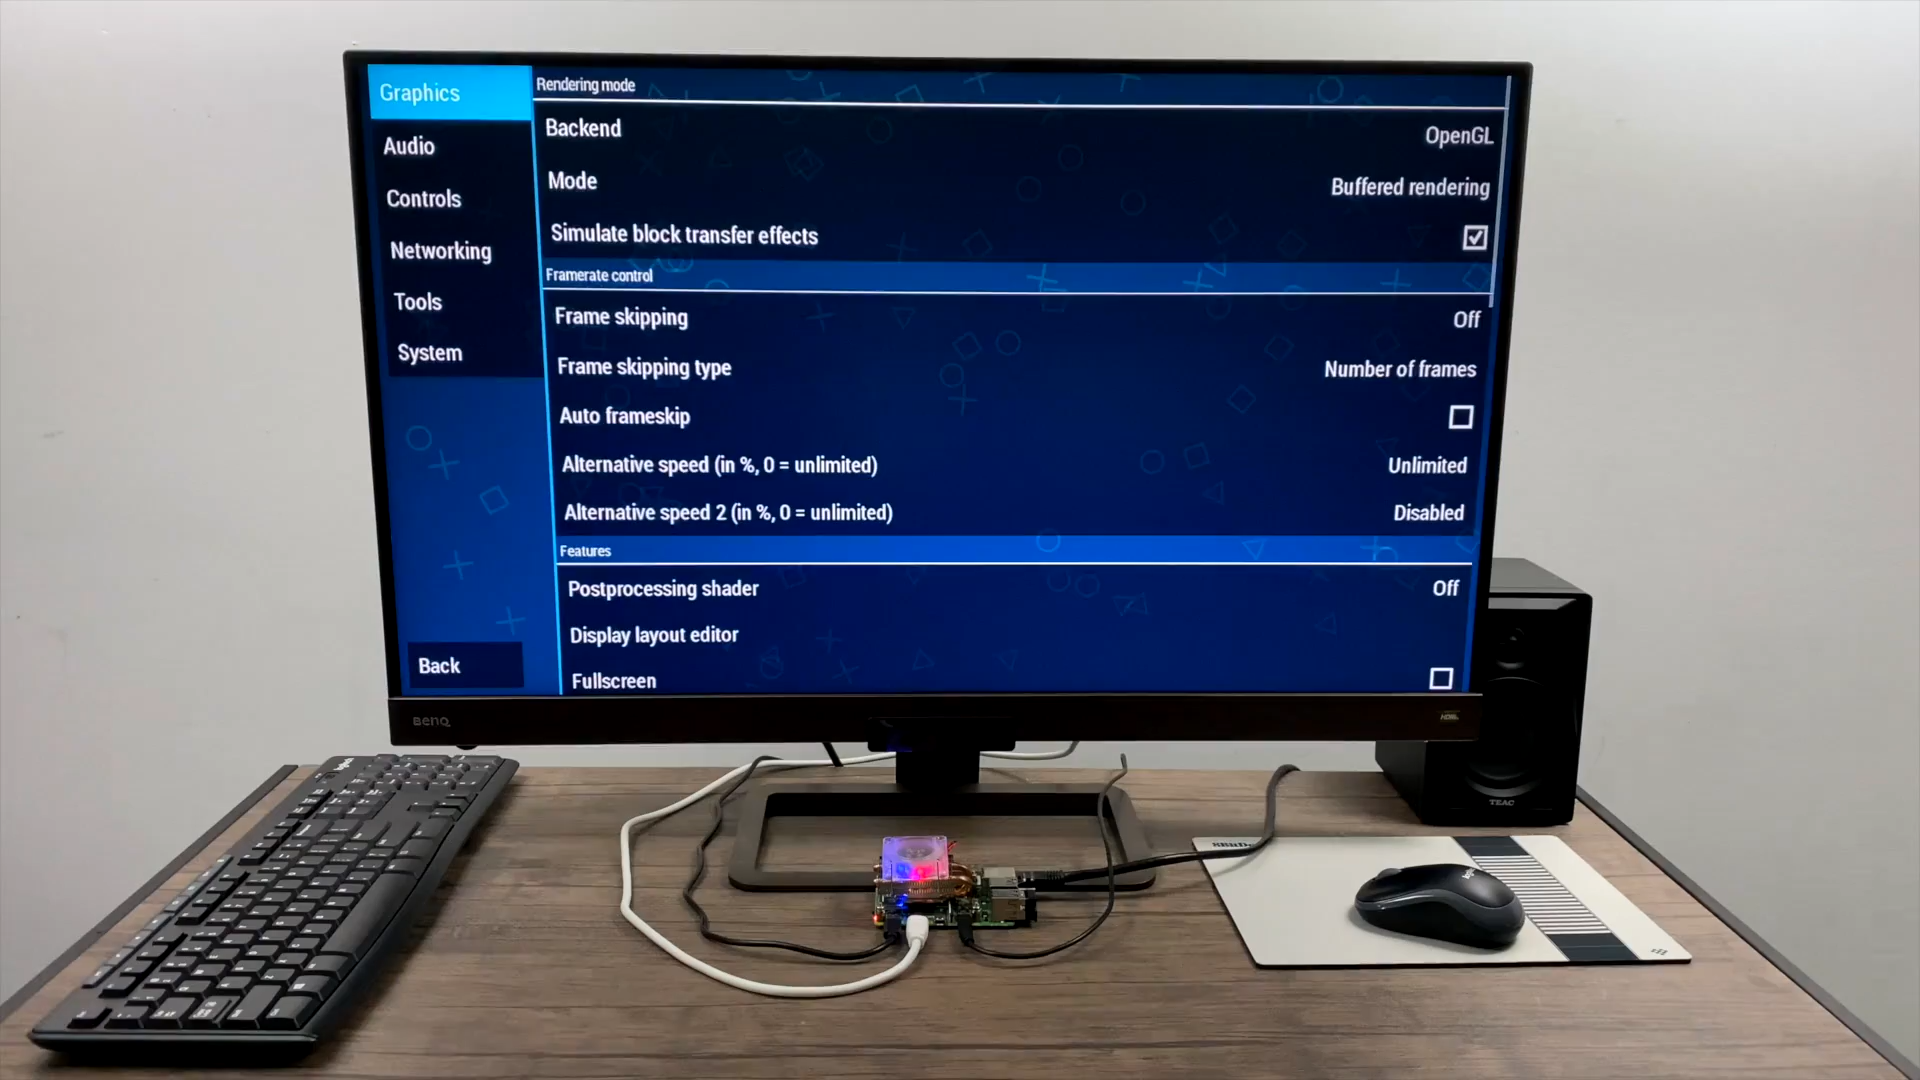 Graphics
Audio
Controls
Networking
Tools
System
Back
Rendering mode
Backend OpenGL
Mode Buffered rendering
Simulate block transfer effects
Framerate control
Frame skipping Off
Frame skipping type Number of frames
Auto frameskip
Alternative speed (in %, 0 = unlimited) Unlimited
Alternative speed 2 (in %, 0 = unlimited) Disabled
Features
Postprocessing shader Off
Display layout editor
Fullscreen
BenQ
TEAC